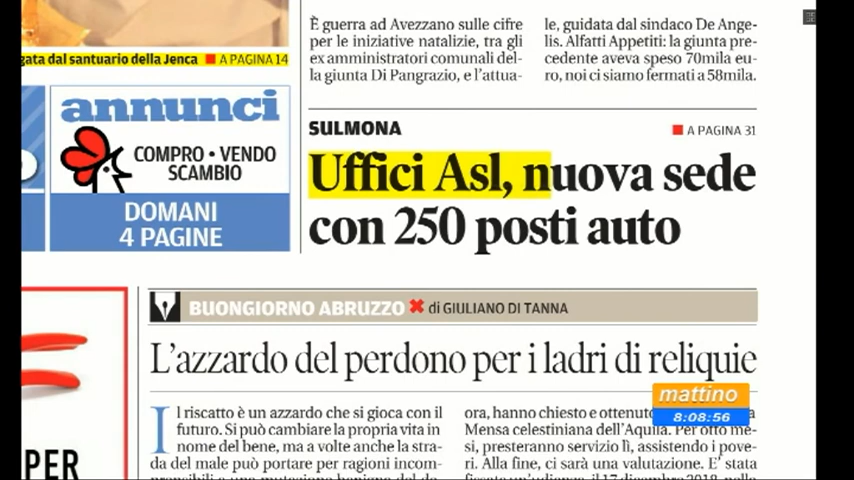 gata dal santuario della Jenca ■ A PAGINA 14
annunci
COMPRO • VENDO
SCAMBIO
DOMANI
4 PAGINE
È guerra ad Avezzano sulle cifre
per le iniziative natalizie, tra gli
ex amministratori comunali del-
la giunta Di Pangrazio, e l'attua-
le, guidata dal sindaco De Ange-
lis. Alfatti Appetiti: la giunta pre-
cedente aveva speso 70mila eu-
ro, noi ci siamo fermati a 58mila.
SULMONA ■ A PAGINA 31
Uffici Asl, nuova sede
con 250 posti auto
BUONGIORNO ABRUZZO ✖ di GIULIANO DI TANNA
L'azzardo del perdono per i ladri di reliquie
Il riscatto è un azzardo che si gioca con il
futuro. Si può cambiare la propria vita in
nome del bene, ma a volte anche la stra-
da del male può portare per ragioni incom-
ora, hanno chiesto e ottenuto
Mensa celestiniana dell'Aquila. Per otto me-
si, presteranno servizio lì, assistendo i pove-
ri. Alla fine, ci sarà una valutazione. E' stata
mattino
8:08:56
PER